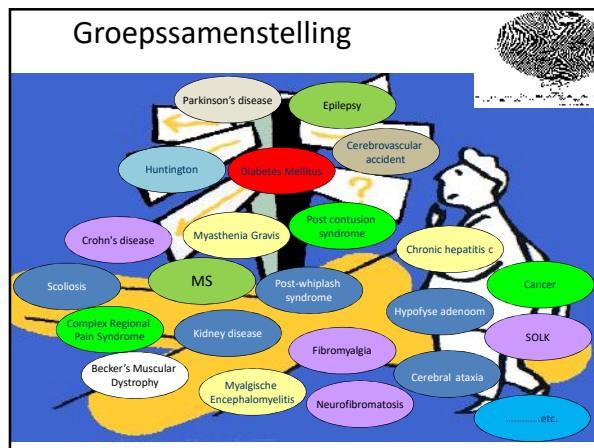 Groepssamenstelling
Parkinson's disease
Epilepsy
Cerebrovascular
accident
Huntington
Diabetes Mellitus
?
Post contusion
syndrome
Crohn's disease
Myasthenia Gravis
Chronic hepatitis c
Scoliosis
MS
Post-whiplash
syndrome
Cancer
Hypofyse adenoom
Complex Regional
Pain Syndrome
Kidney disease
SOLK
Fibromyalgia
Becker's Muscular
Dystrophy
Cerebral ataxia
Myalgische
Encephalomyelitis
Neurofibromatosis
.............etc.